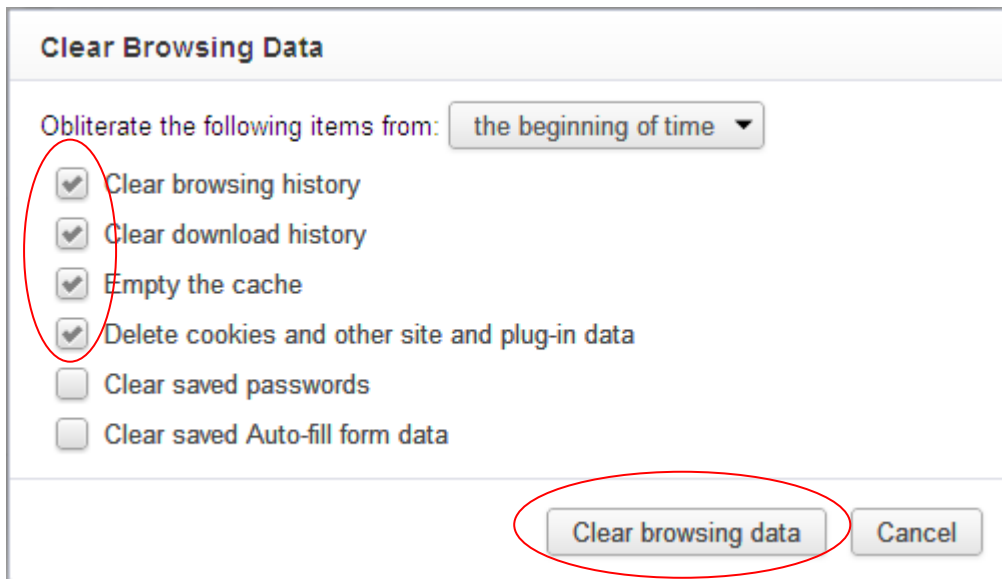 Clear Browsing Data
Obliterate the following items from: the beginning of time
Clear browsing history
Clear download history
Empty the cache
Delete cookies and other site and plug-in data
Clear saved passwords
Clear saved Auto-fill form data
Clear browsing data Cancel